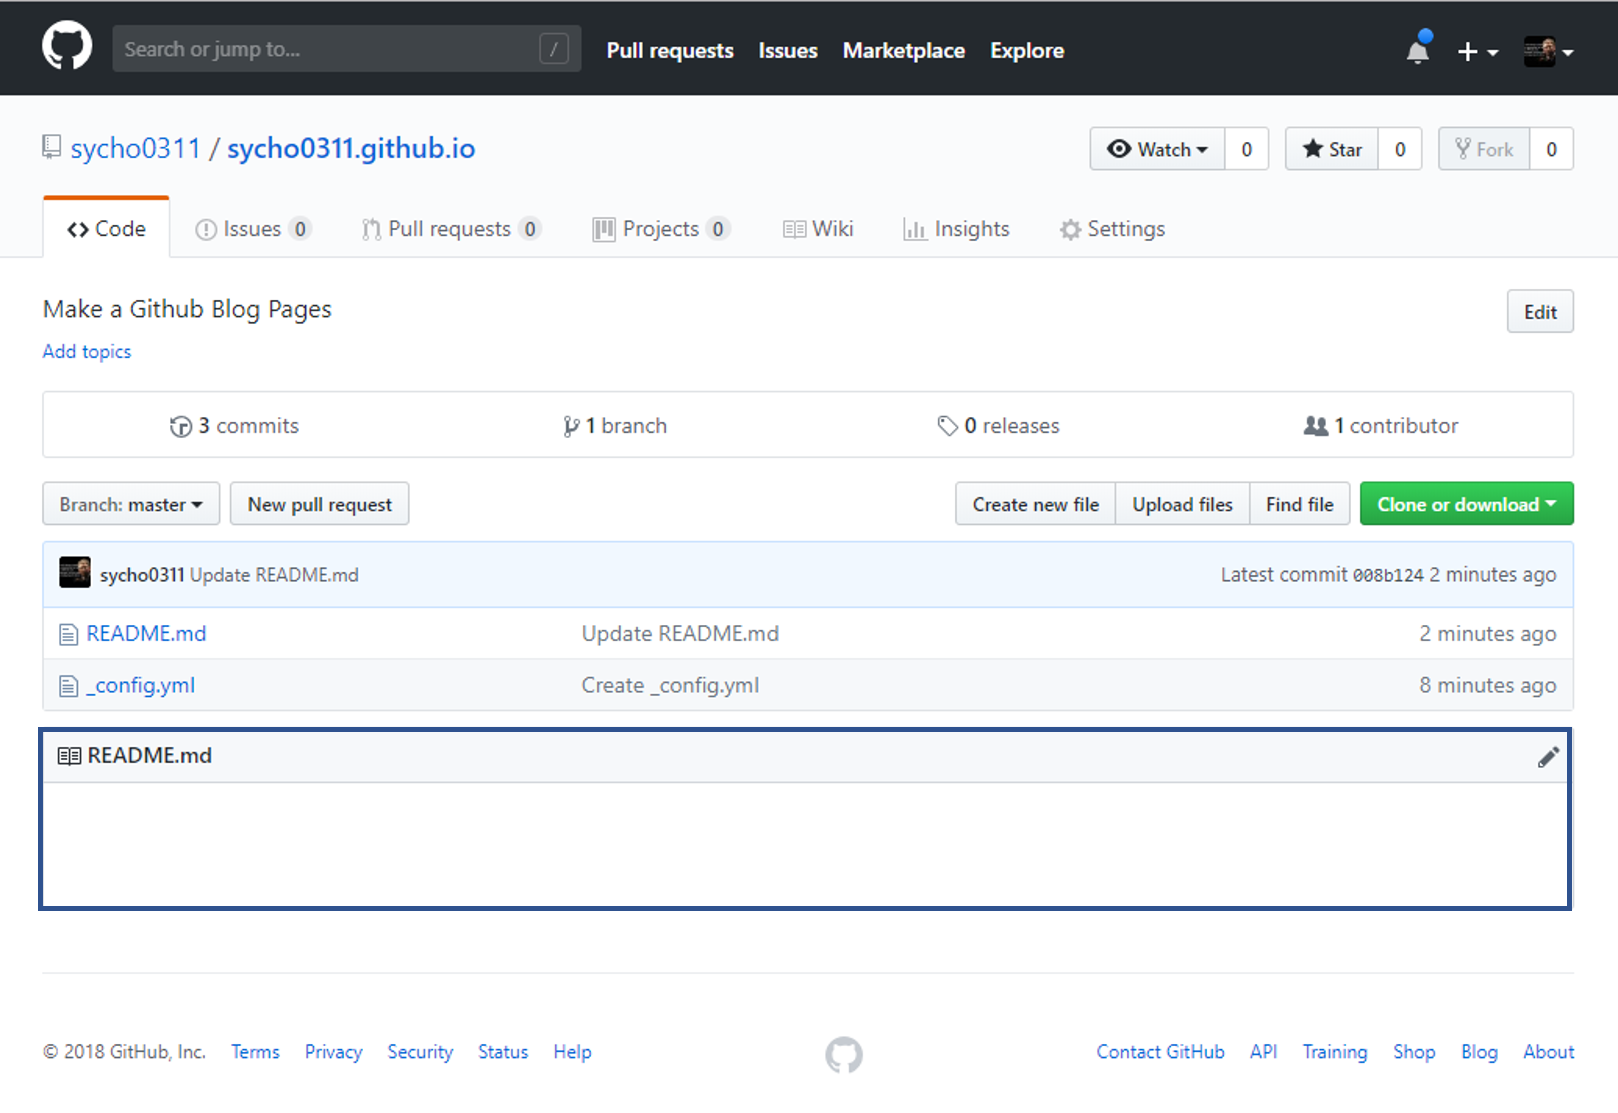 Search or jump to... / Pull requests Issues Marketplace Explore
sycho0311 / sycho0311.github.io Watch 0 Star 0 Fork 0
Code Issues 0 Pull requests 0 Projects 0 Wiki Insights Settings
Make a Github Blog Pages Edit
Add topics
3 commits 1 branch 0 releases 1 contributor
Branch: master New pull request Create new file Upload files Find file Clone or download
sycho0311 Update README.md Latest commit 008b124 2 minutes ago
README.md Update README.md 2 minutes ago
_config.yml Create _config.yml 8 minutes ago
README.md
© 2018 GitHub, Inc. Terms Privacy Security Status Help Contact GitHub API Training Shop Blog About